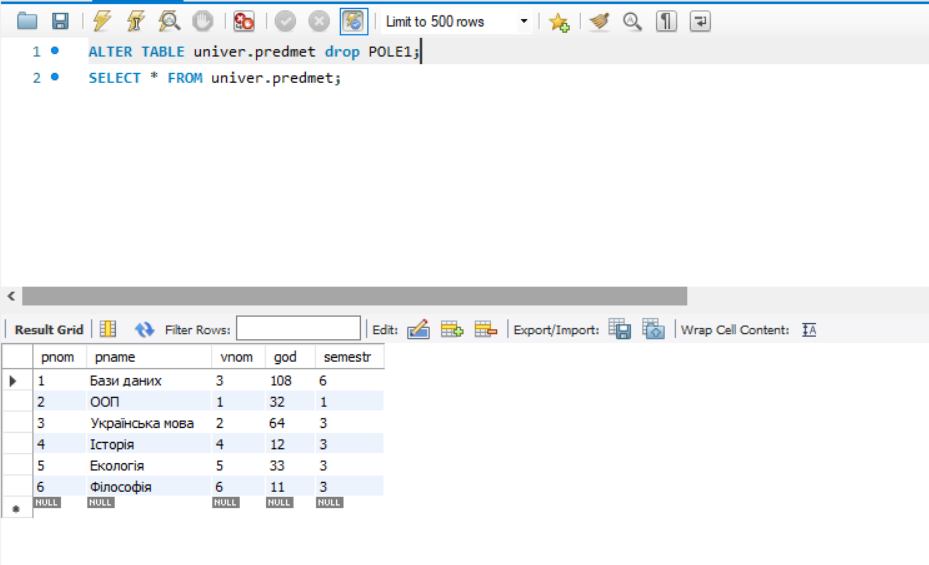 Limit to 500 rows
1 ALTER TABLE univer.predmet drop POLE1;
2 SELECT * FROM univer.predmet;
Result Grid Filter Rows: Edit: Export/Import: Wrap Cell Content:
pnom pname vnom god semestr
1 Бази даних 3 108 6
2 ООП 1 32 1
3 Українська мова 2 64 3
4 Історія 4 12 3
5 Екологія 5 33 3
6 Філософія 6 11 3
NULL NULL NULL NULL NULL